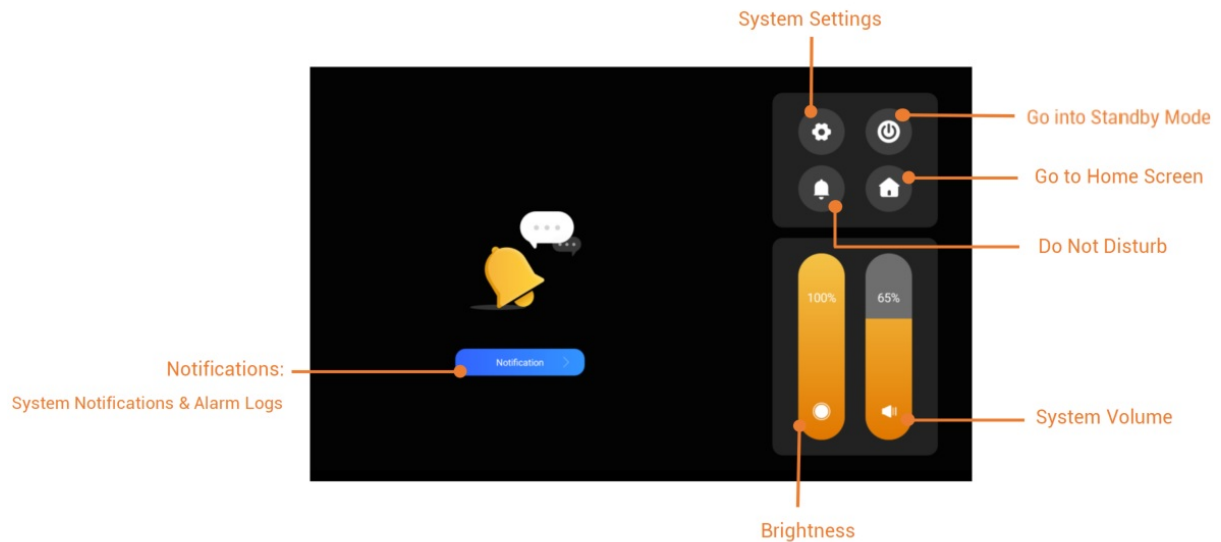 System Settings
Go into Standby Mode
Go to Home Screen
Do Not Disturb
100%
65%
Notification
Notifications:
System Notifications & Alarm Logs
System Volume
Brightness